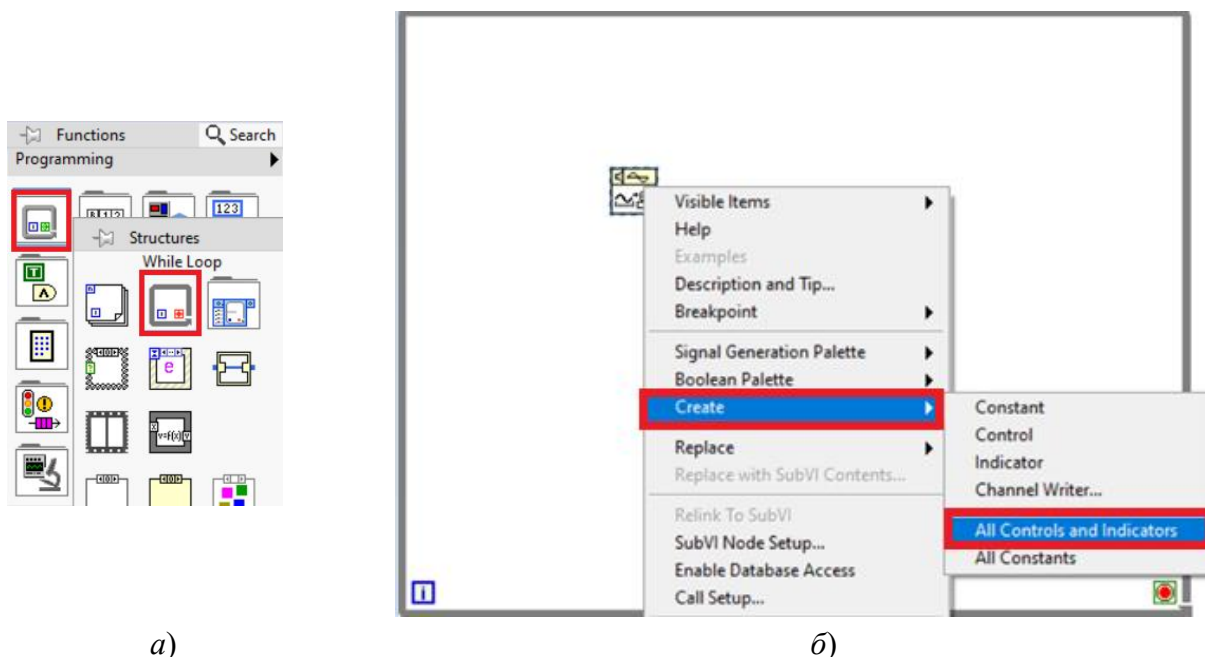 Functions
Search
Programming
Structures
While Loop
Visible Items
Help
Examples
Description and Tip...
Breakpoint
Signal Generation Palette
Boolean Palette
Create
Replace
Replace with SubVI Contents...
Relink To SubVI
SubVI Node Setup...
Enable Database Access
Call Setup...
Constant
Control
Indicator
Channel Writer...
All Controls and Indicators
All Constants
i
а)
б)